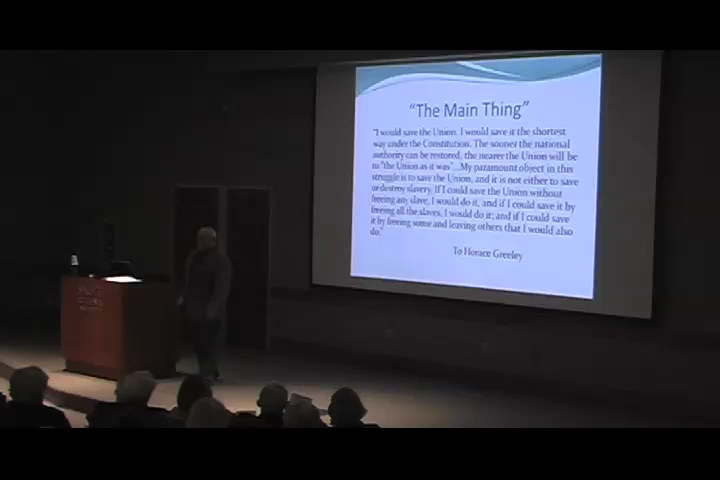 "The Main Thing"
"I would save the Union. I would save it the shortest
way under the Constitution. The sooner the national
authority can be restored, the nearer the Union will be
to "the Union as it was"...My paramount object in this
struggle is to save the Union, and it is not either to save
or destroy slavery. If I could save the Union without
freeing any slave, I would do it, and if I could save it by
freeing all the slaves, I would do it; and if I could save
it by freeing some and leaving others that I would also
do."
To Horace Greeley